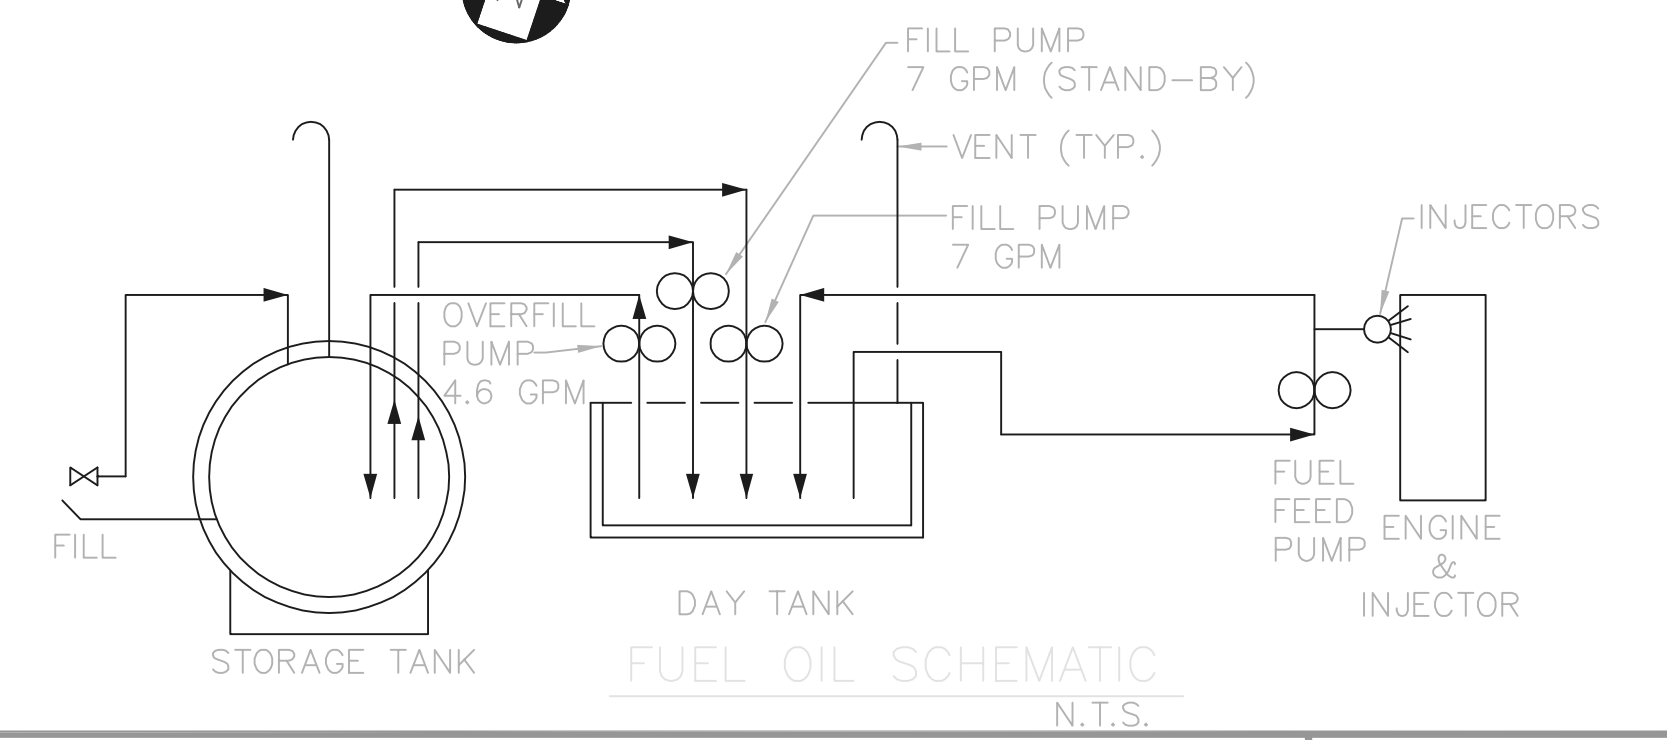 FILL PUMP
7 GPM (STAND-BY)
VENT (TYP.)
FILL PUMP
7 GPM
INJECTORS
OVERFILL
PUMP
4.6 GPM
FILL
FUEL
FEED
PUMP
ENGINE
&
INJECTOR
DAY TANK
STORAGE TANK
FUEL OIL SCHEMATIC
N.T.S.